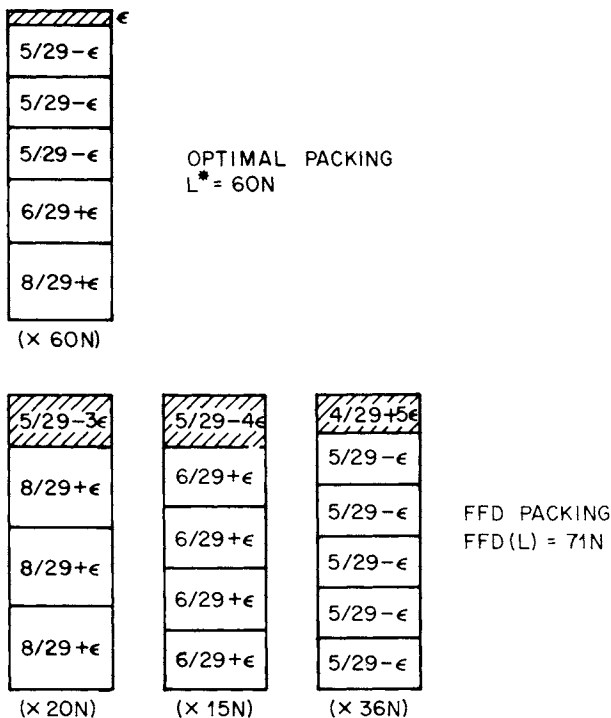 ϵ
5/29−ϵ
5/29−ϵ
5/29−ϵ
6/29+ϵ
8/29+ϵ
(× 60N)
OPTIMAL PACKING
L* = 60N
5/29−3ϵ
8/29+ϵ
8/29+ϵ
8/29+ϵ
(× 20N)
5/29−4ϵ
6/29+ϵ
6/29+ϵ
6/29+ϵ
6/29+ϵ
(× 15N)
4/29+5ϵ
5/29−ϵ
5/29−ϵ
5/29−ϵ
5/29−ϵ
5/29−ϵ
(× 36N)
FFD PACKING
FFD(L) = 71N